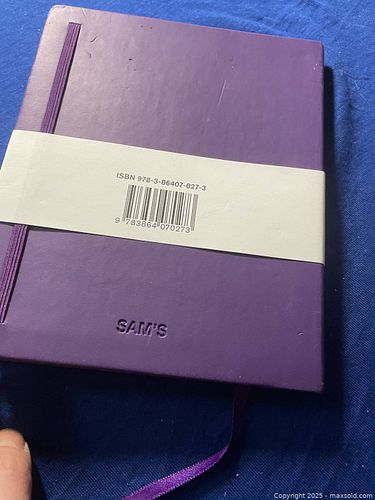 ISBN 978-3-86407-027-3
9 783864 070273
SAM'S
Copyright 2025 - maxsold.com